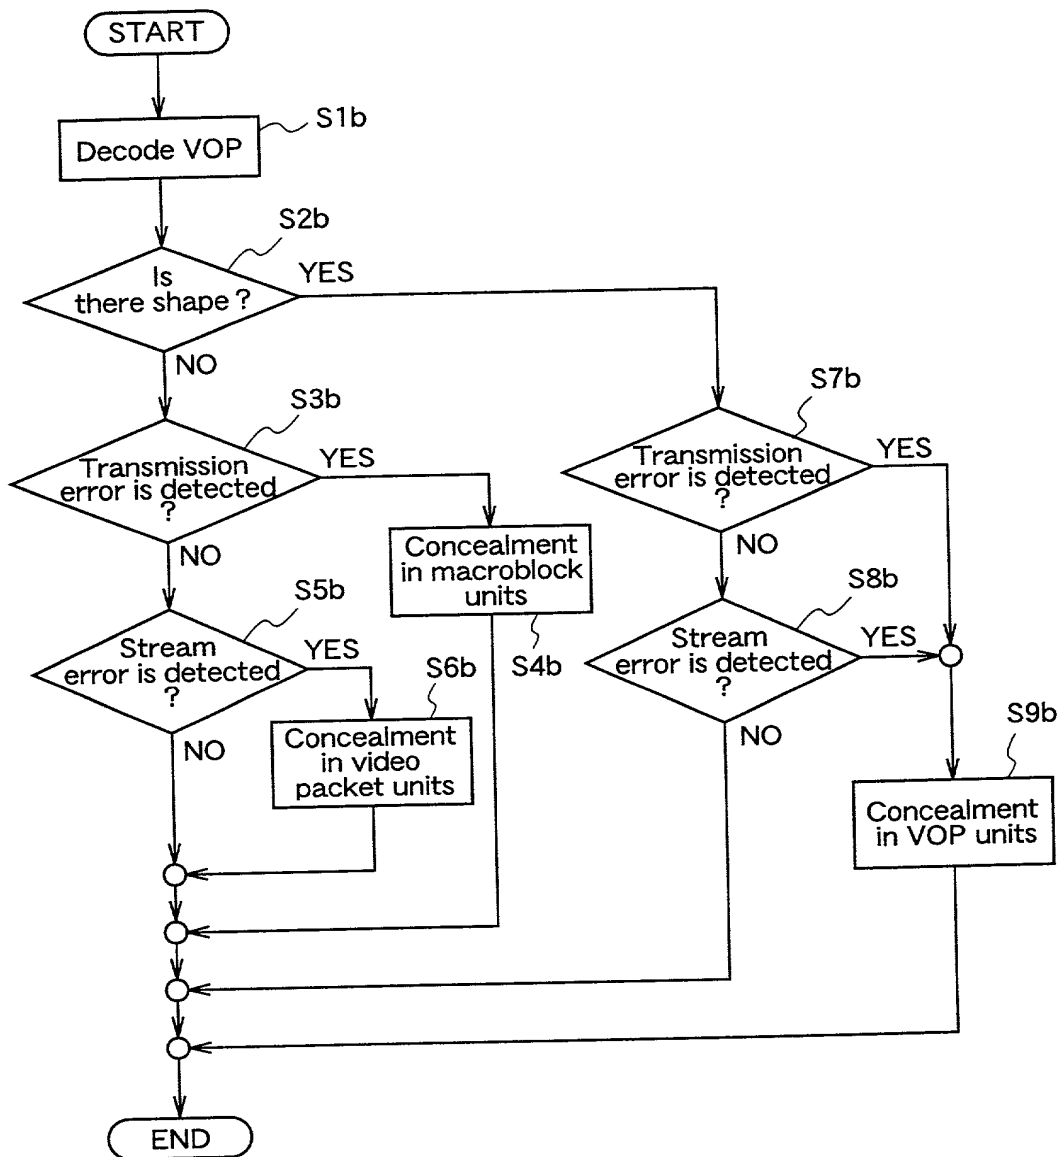 START
Decode VOP
S1b
Is
there shape ?
S2b
YES
NO
Transmission
error is detected
?
S3b
YES
NO
Concealment
in macroblock
units
S4b
Stream
error is detected
?
S5b
YES
NO
Concealment
in video
packet units
S6b
Transmission
error is detected
?
S7b
YES
NO
Stream
error is detected
?
S8b
YES
NO
Concealment
in VOP units
S9b
END